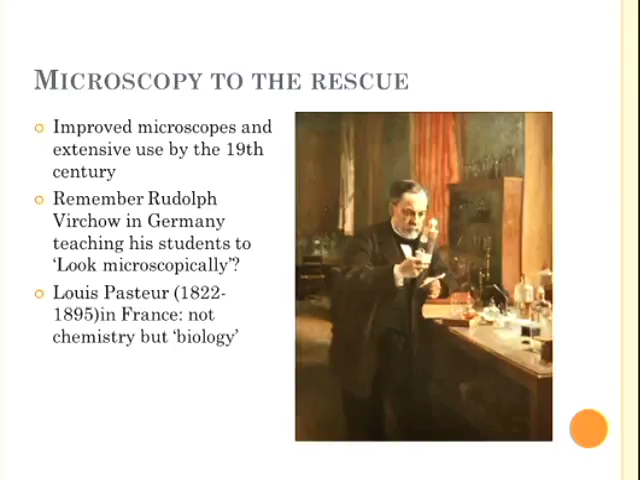 MICROSCOPY TO THE RESCUE
Improved microscopes and
extensive use by the 19th
century
Remember Rudolph
Virchow in Germany
teaching his students to
‘Look microscopically’?
Louis Pasteur (1822-
1895)in France: not
chemistry but ‘biology’